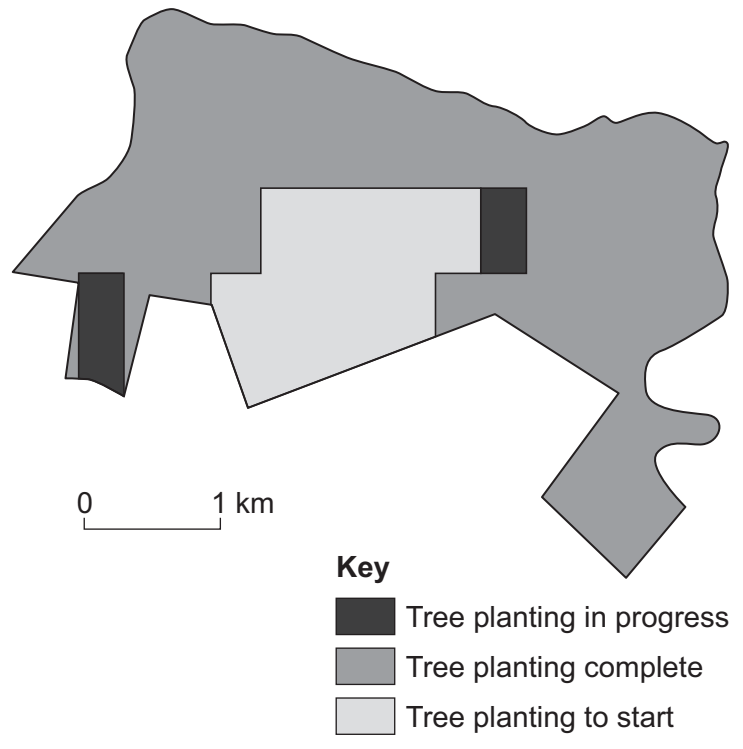 0 1 km
Key
Tree planting in progress
Tree planting complete
Tree planting to start